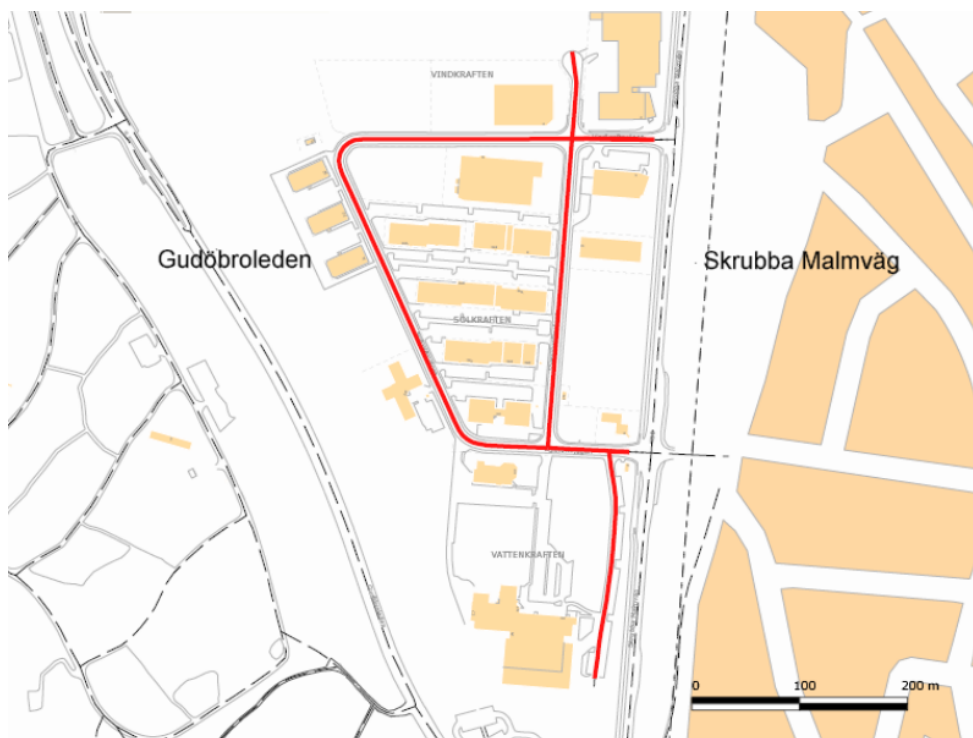 VINDKRAFTEN
Gudöbroleden
Skrubba Malmväg
SOLKRAFTEN
VATTENKRAFTEN
0 100 200 m